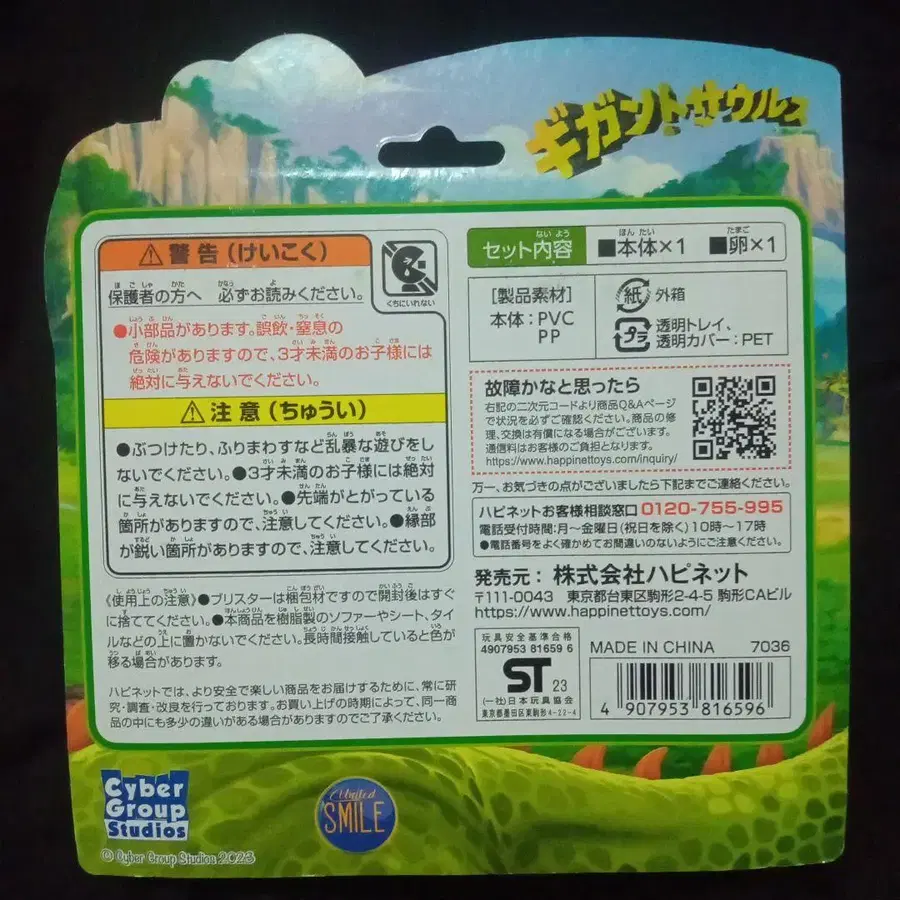 ギガントサウルス
⚠警告(けいこく)
保護者の方へ 必ずお読みください。
くちにいれない
●小部品があります。誤飲・窒息の
危険がありますので、3才未満のお子様には
絶対に与えないでください。
⚠注意(ちゅうい)
●ぶつけたり、ふりまわすなど乱暴な遊びをし
ないでください。●3才未満のお子様には絶対
に与えないでください。●先端がとがっている
箇所がありますので、注意してください。●縁部
が鋭い箇所がありますので、注意してください。
《使用上の注意》●ブリスターは梱包材ですので開封後はすぐ
に捨ててください。●本商品を樹脂製のソファーやシート、タイ
ルなどの上に置かないでください。長時間接触していると色が
移る場合があります。
ハピネットでは、より安全で楽しい商品をお届けするために、常に研
究・調査・改良を行っております。お買い上げの時期によって、同一商
品の中にも多少の違いがある場合がありますのでご了承ください。
セット内容 ■本体×1 ■卵×1
[製品素材]
本体:PVC
PP
紙 外箱
プラ 透明トレイ、
透明カバー:PET
故障かなと思ったら
右記の二次元コードより商品Q&Aページ
で状況を必ずご確認ください。商品の修
理、交換は有償になる場合がございます。
通信料はお客様のご負担となります。
https://www.happinettoys.com/inquiry/
万一、お気づきの点がございましたら下記までご連絡ください。
ハピネットお客様相談窓口 0120-755-995
電話受付時間:月~金曜日(祝日を除く)10時~17時
●電話番号をよく確かめてお間違いのないようにご注意ください。
発売元:株式会社ハピネット
〒111-0043 東京都台東区駒形2-4-5 駒形CAビル
https://www.happinettoys.com/
玩具安全基準合格
4907953 81659 6
ST 23
(一社)日本玩具協会
東京都墨田区東駒形4-22-4
MADE IN CHINA 7036
4 907953 816596
Cyber
Group
Studios
© Cyber Group Studios 2023
United
SMILE